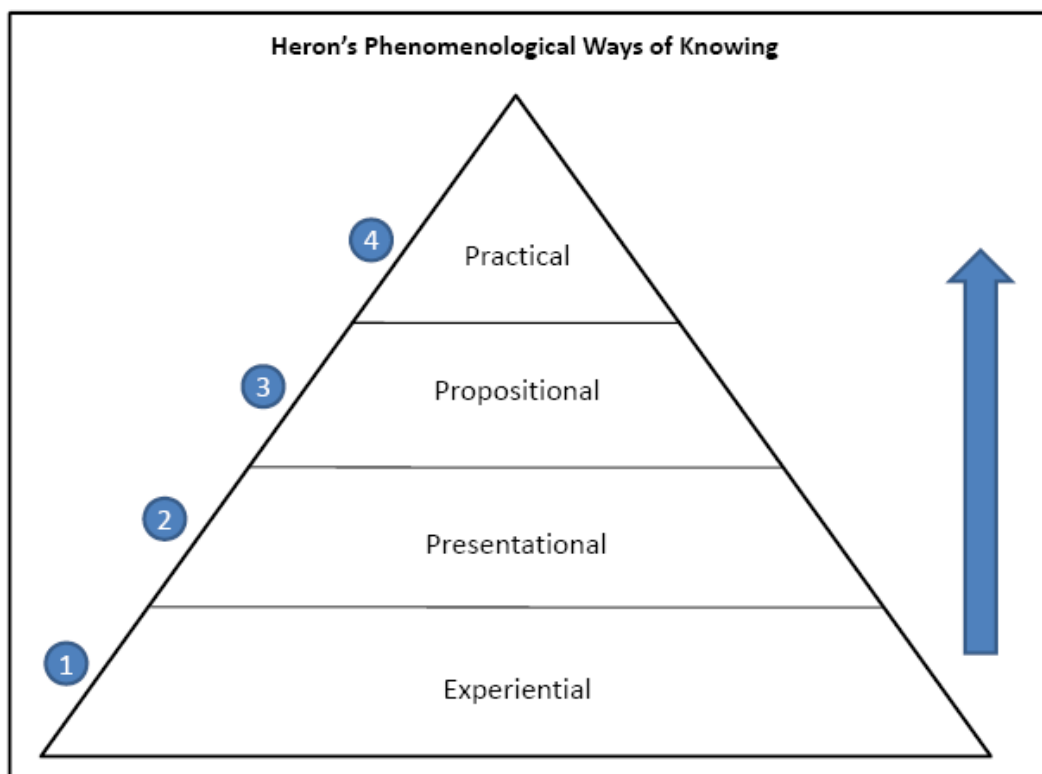 Heron's Phenomenological Ways of Knowing
4
Practical
3
Propositional
2
Presentational
1
Experiential